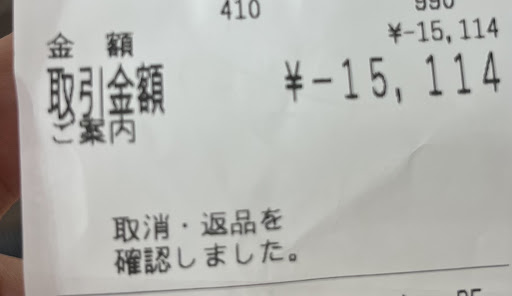 410 990
金 額 ¥-15,114
取引金額 ¥-15,114
ご案内
取消・返品を
確認しました。